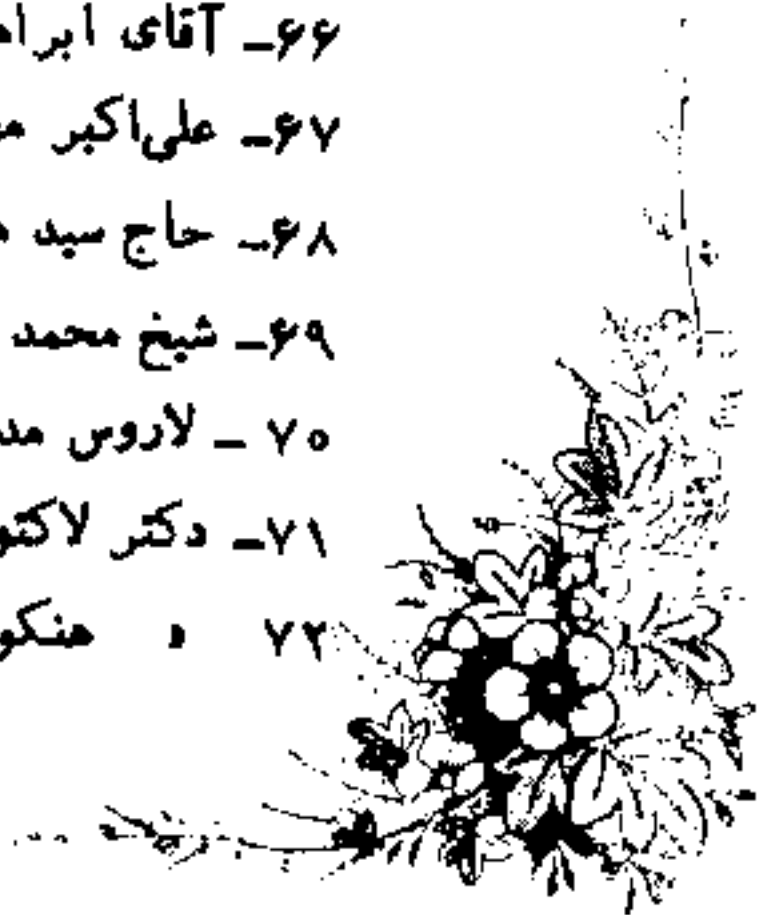 ۶۶ـ آقای ابراه
۶۷ـ علی‌اکبر م
۶۸ـ حاج سید ه
۶۹ـ شیخ محمد
۷۰ ـ لاروس مد
۷۱ـ دکتر لاکتو
۷۲ د هنکو